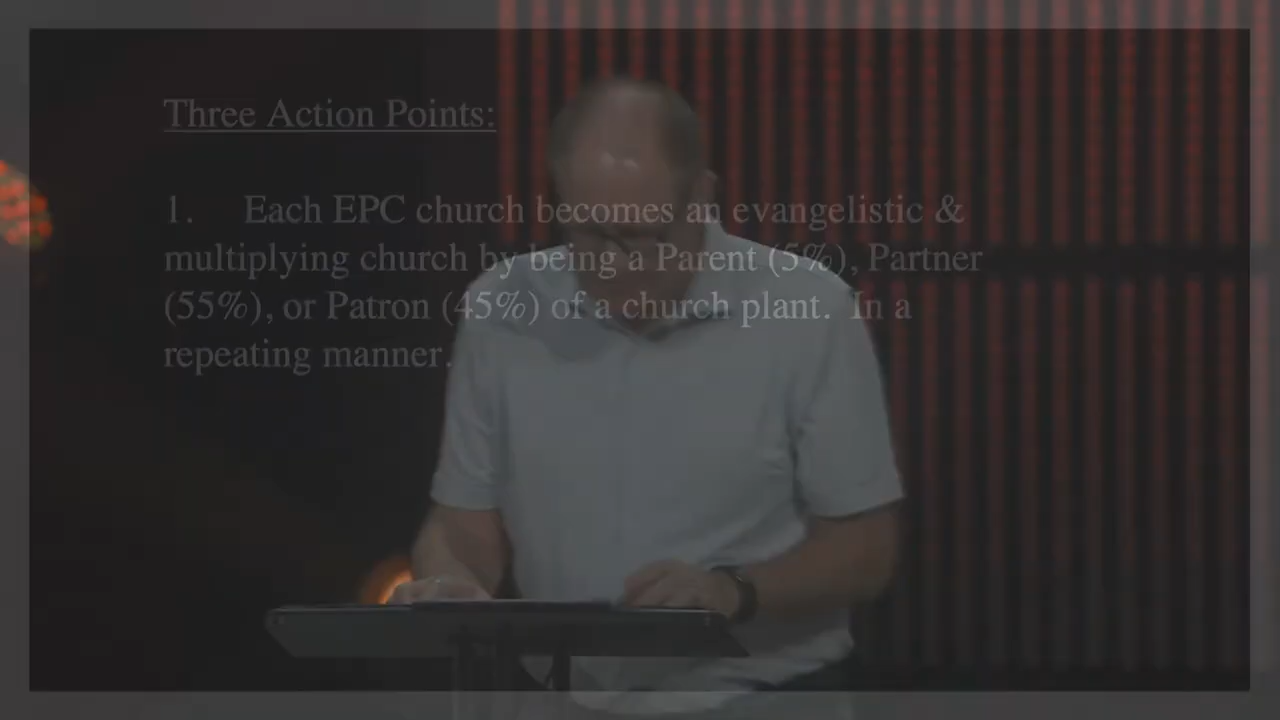 Three Action Points:
1. Each EPC church becomes an evangelistic &
multiplying church by being a Parent (5%), Partner
(55%), or Patron (45%) of a church plant. In a
repeating manner.